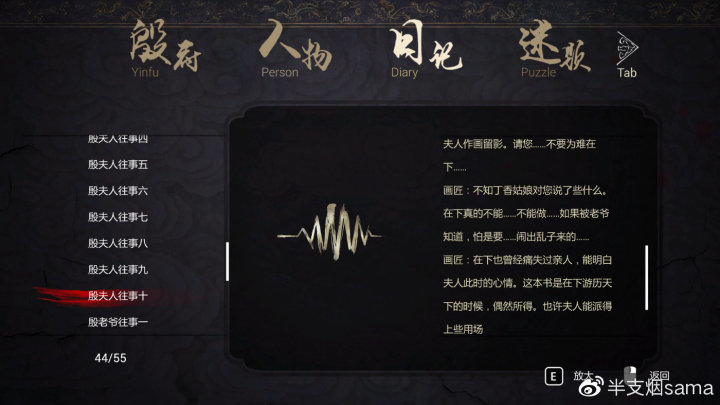 殷府
人物
日记
迷踪
Yinfu
Person
Diary
Puzzle
Tab
殷夫人往事四
殷夫人往事五
殷夫人往事六
殷夫人往事七
殷夫人往事八
殷夫人往事九
殷夫人往事十
殷老爷往事一
44/55
夫人作画留影。请您……不要为难在
下……
画匠：不知丁香姑娘对您说了些什么。
在下真的不能……不能做……如果被老爷
知道，怕是要……闹出乱子来的……
画匠：在下也曾经痛失过亲人，能明白
夫人此时的心情。这本书是在下游历天
下的时候，偶然所得。也许夫人能派得
上些用场
E
放大
返回
半支烟sama